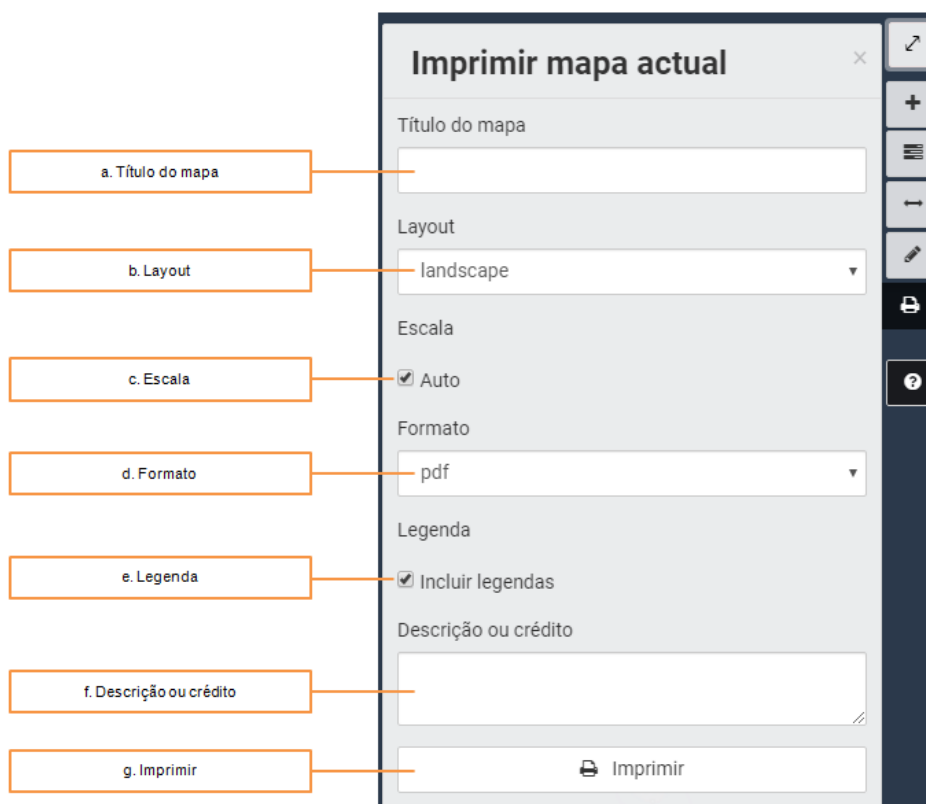 Imprimir mapa actual
×
Título do mapa
a. Título do mapa
Layout
b. Layout
landscape
Escala
c. Escala
Auto
Formato
d. Formato
pdf
Legenda
e. Legenda
Incluir legendas
Descrição ou crédito
f. Descrição ou crédito
g. Imprimir
Imprimir